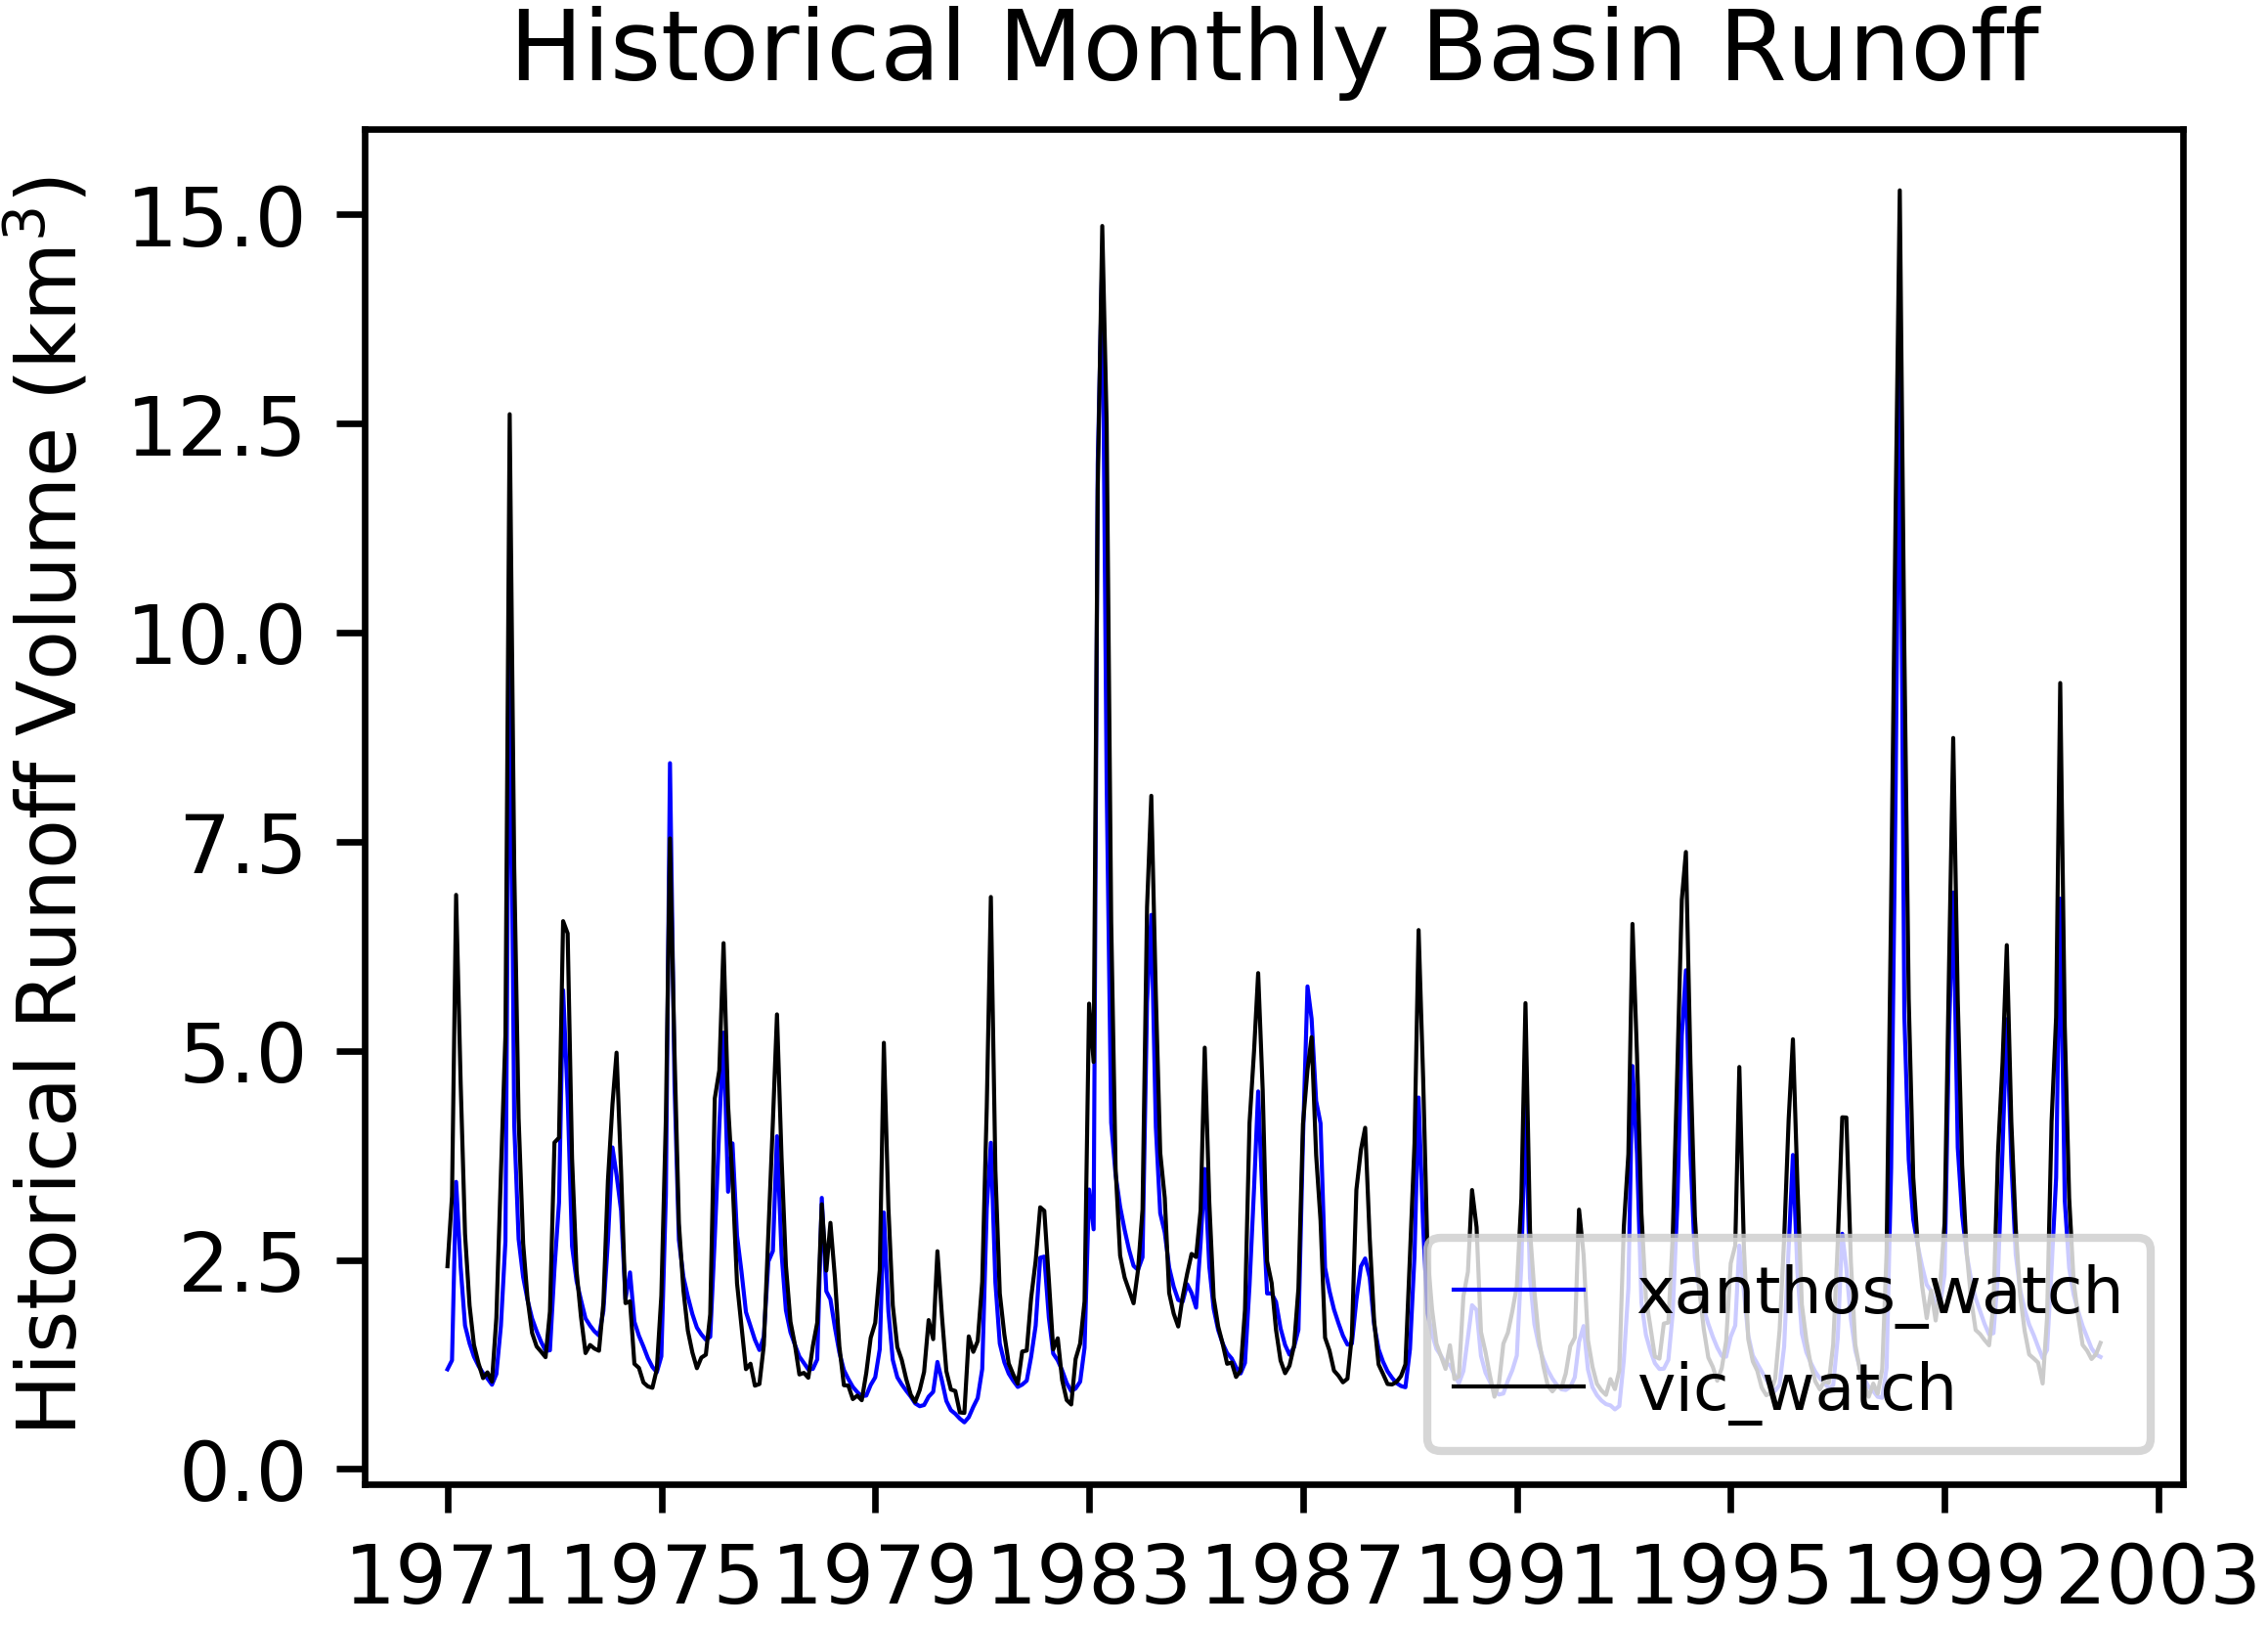 Historical Monthly Basin Runoff
Historical Runoff Volume (km³)
15.0
12.5
10.0
7.5
5.0
2.5
0.0
xanthos_watch
vic_watch
1971 1975 1979 1983 1987 1991 1995 1999 2003